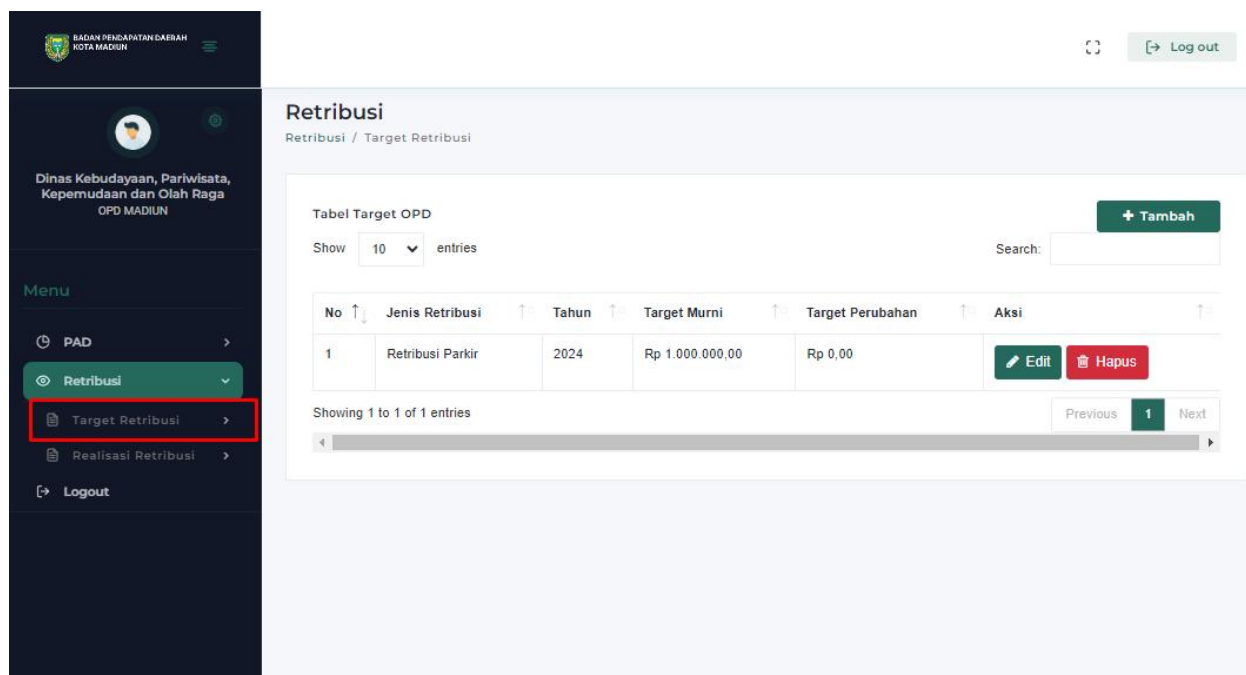 BADAN PENDAPATAN DAERAH
KOTA MADIUN
Log out
Dinas Kebudayaan, Pariwisata,
Kepemudaan dan Olah Raga
OPD MADIUN
Menu
PAD
Retribusi
Target Retribusi
Realisasi Retribusi
Logout
Retribusi
Retribusi / Target Retribusi
Tabel Target OPD
+ Tambah
Show 10 entries
Search:
No Jenis Retribusi Tahun Target Murni Target Perubahan Aksi
1 Retribusi Parkir 2024 Rp 1.000.000,00 Rp 0,00 Edit Hapus
Showing 1 to 1 of 1 entries
Previous 1 Next